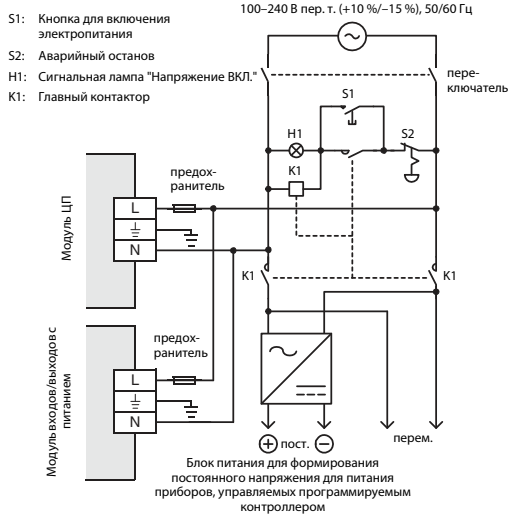 100–240 В пер. т. (+10 %/–15 %), 50/60 Гц
S1: Кнопка для включения
электропитания
S2: Аварийный останов
H1: Сигнальная лампа "Напряжение ВКЛ."
K1: Главный контактор
пере-
ключатель
S1
H1
S2
K1
предох-
ранитель
Модуль ЦП
L
N
K1
K1
предох-
ранитель
Модуль входов/выходов с
питанием
L
N
+ пост. –
перем.
Блок питания для формирования
постоянного напряжения для питания
приборов, управляемых программируемым
контроллером